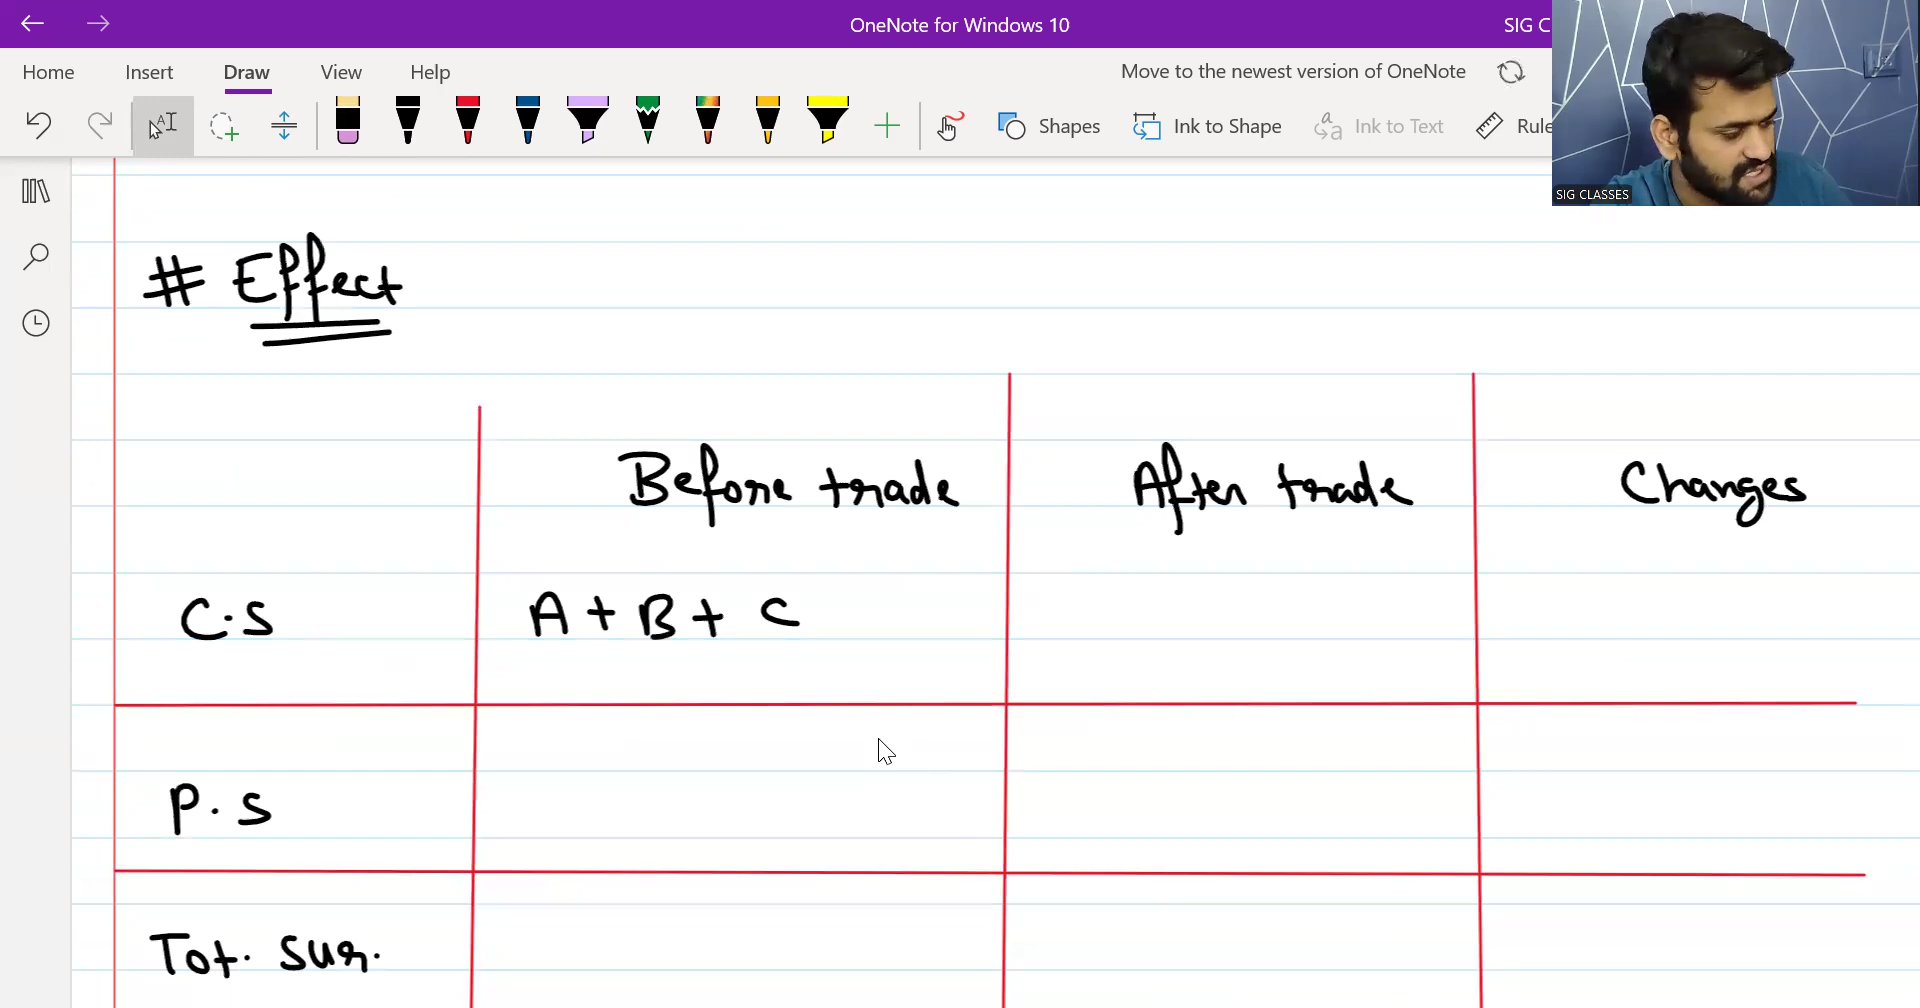 OneNote for Windows 10
SIG C
Home Insert Draw View Help
Move to the newest version of OneNote
Shapes Ink to Shape Ink to Text Rule
SIG CLASSES
# Effect
Before trade After trade Changes
C.S A + B + C
P.S
Tot. sur.